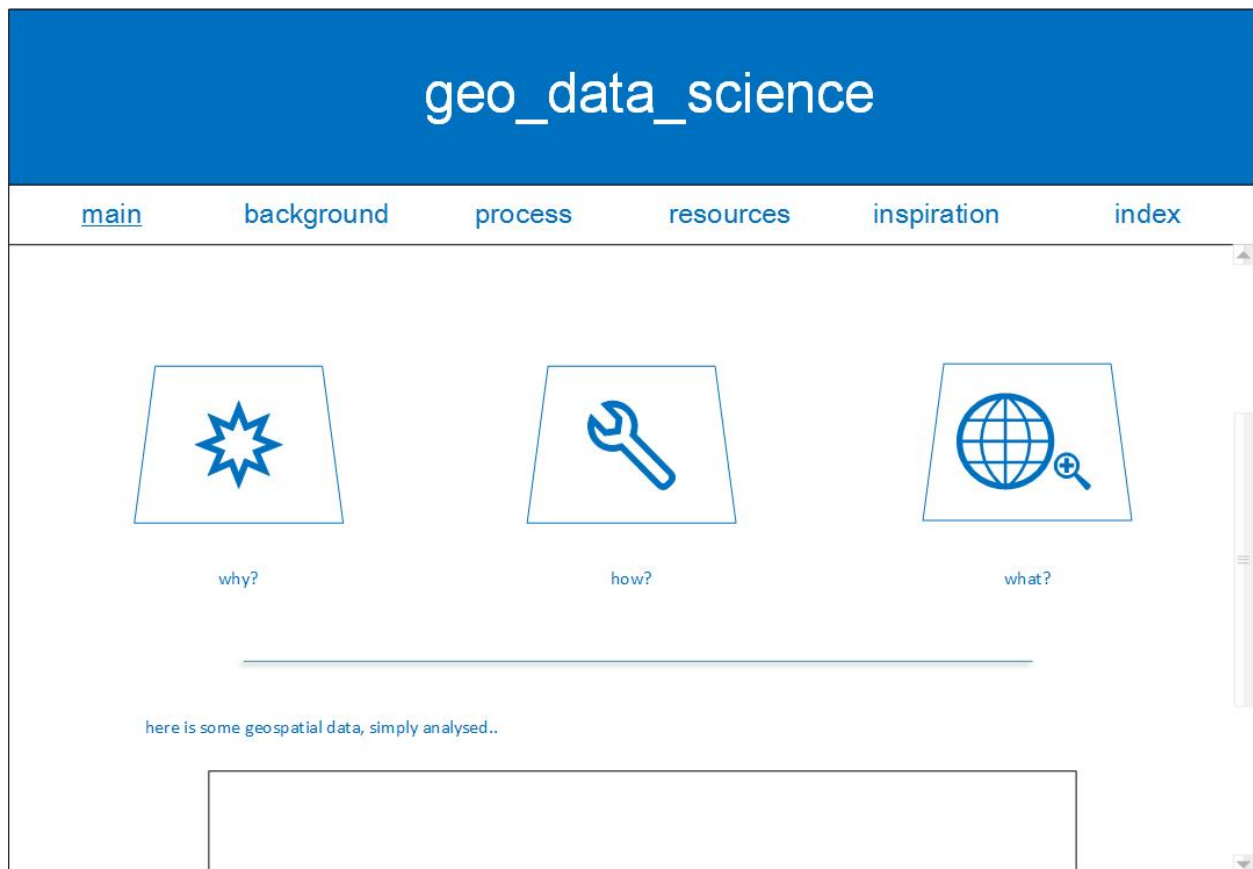 geo_data_science
main background process resources inspiration index
why? how? what?
here is some geospatial data, simply analysed..